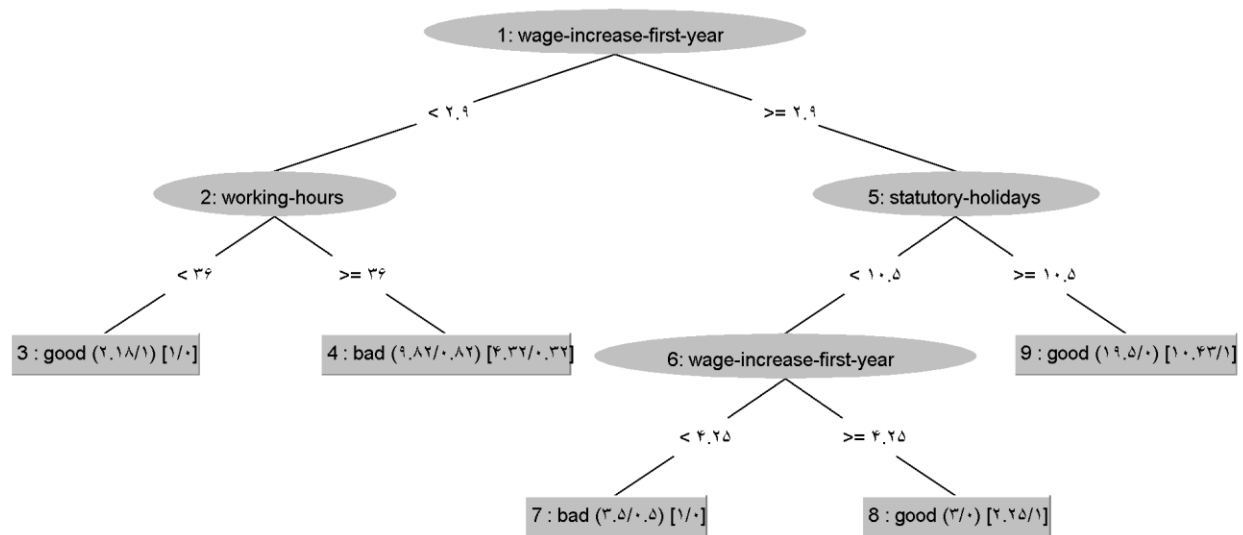 1: wage-increase-first-year
< ۲.۹
>= ۲.۹
2: working-hours
5: statutory-holidays
< ۳۶
>= ۳۶
< ۱۰.۵
>= ۱۰.۵
3 : good (۲.۱۸/۱) [۱/۰]
4 : bad (۹.۸۲/۰.۸۲) [۴.۳۲/۰.۳۲]
6: wage-increase-first-year
9 : good (۱۹.۵/۰) [۱۰.۴۳/۱]
< ۴.۲۵
>= ۴.۲۵
7 : bad (۳.۵/۰.۵) [۱/۰]
8 : good (۳/۰) [۲.۲۵/۱]